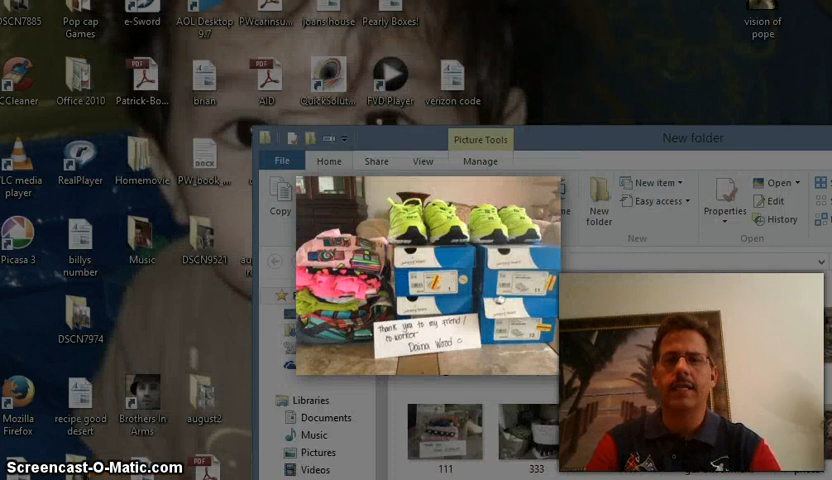 DSCN7885
Pop cap
Games
e-Sword
AOL Desktop
9.7
PWcarinsu...
joans house
Pearly Boxes!
vision of
pope
CCleaner
Office 2010
Patrick-Bo...
brian
AID
QuickSolut...
FVD Player
verizon code
VLC media
player
RealPlayer
Homemovie
PW_book_...
Picasa 3
billys
number
Music
DSCN9521
DSCN7974
Mozilla
Firefox
recipe good
desert
Brothers In
Arms
august2
Picture Tools
New folder
File
Home
Share
View
Manage
Copy
New
folder
New item
Easy access
New
Properties
Open
Edit
History
Open
Thank you to my friend/
co-worker
Daina Wood
Libraries
Documents
Music
Pictures
Videos
111
333
Screencast-O-Matic.com